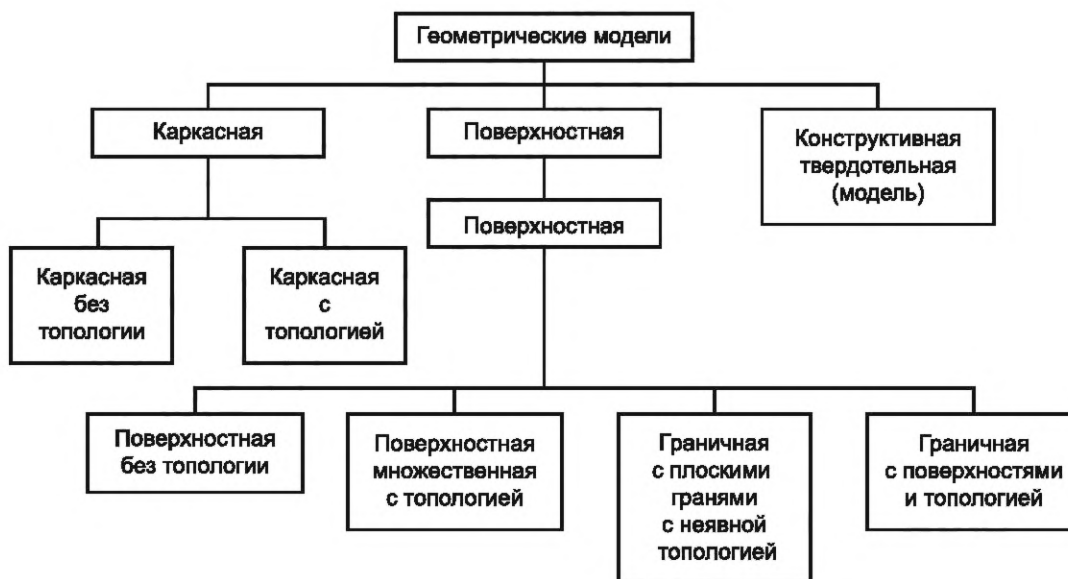 Геометрические модели
Каркасная
Поверхностная
Конструктивная
твердотельная
(модель)
Поверхностная
Каркасная
без
топологии
Каркасная
с
топологией
Поверхностная
без топологии
Поверхностная
множественная
с топологией
Граничная
с плоскими
гранями
с неявной
топологией
Граничная
с поверхностями
и топологией